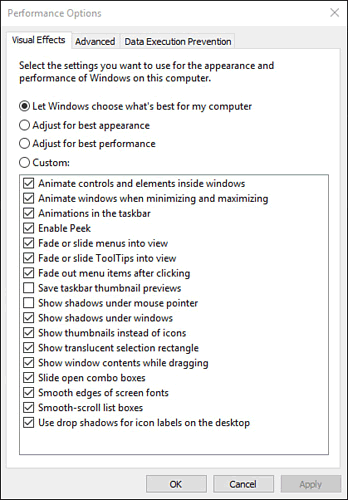 Performance Options
Visual Effects Advanced Data Execution Prevention
Select the settings you want to use for the appearance and
performance of Windows on this computer.
Let Windows choose what's best for my computer
Adjust for best appearance
Adjust for best performance
Custom:
Animate controls and elements inside windows
Animate windows when minimizing and maximizing
Animations in the taskbar
Enable Peek
Fade or slide menus into view
Fade or slide ToolTips into view
Fade out menu items after clicking
Save taskbar thumbnail previews
Show shadows under mouse pointer
Show shadows under windows
Show thumbnails instead of icons
Show translucent selection rectangle
Show window contents while dragging
Slide open combo boxes
Smooth edges of screen fonts
Smooth-scroll list boxes
Use drop shadows for icon labels on the desktop
OK Cancel Apply